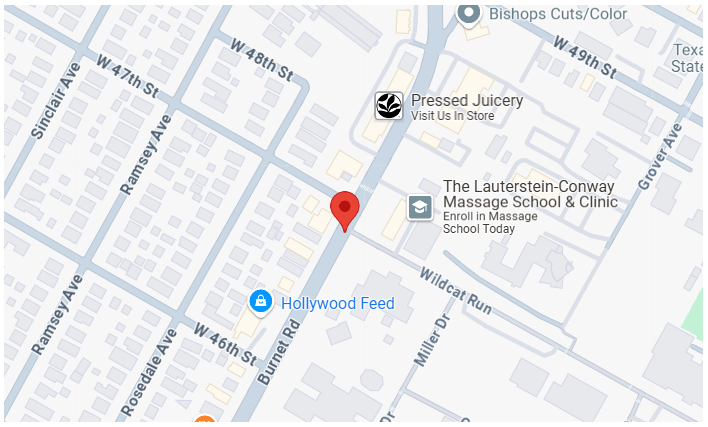 Bishops Cuts/Color
W 48th St
W 49th St
Texa
State
W 47th St
Sinclair Ave
Pressed Juicery
Visit Us In Store
Ramsey Ave
Grover Ave
The Lauterstein-Conway
Massage School & Clinic
Enroll in Massage
School Today
Wildcat Run
Hollywood Feed
Ramsey Ave
W 46th St
Miller Dr
Burnet Rd
Rosedale Ave
Dr